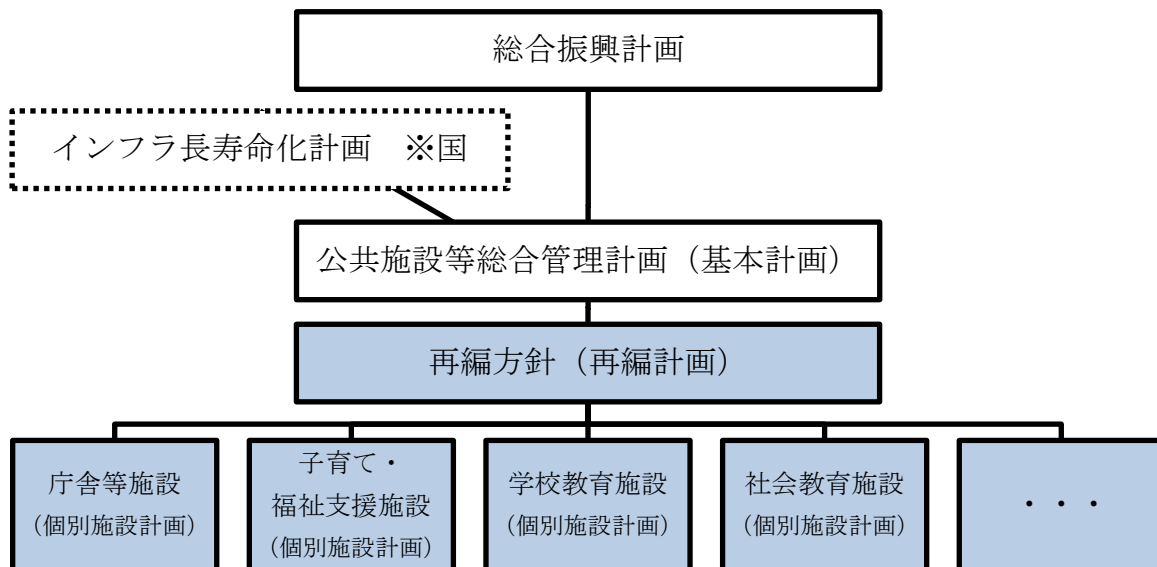 総合振興計画
インフラ長寿命化計画　※国
公共施設等総合管理計画（基本計画）
再編方針（再編計画）
庁舎等施設
（個別施設計画）
子育て・
福祉支援施設
（個別施設計画）
学校教育施設
（個別施設計画）
社会教育施設
（個別施設計画）
・・・